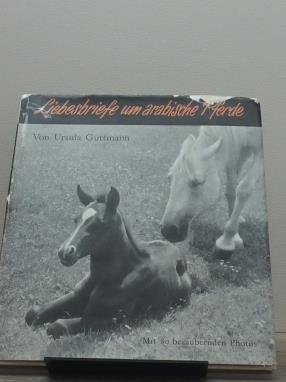 Liebesbriefe um arabische Pferde
Von Ursula Guttmann
Mit 80 bezaubernden Photos